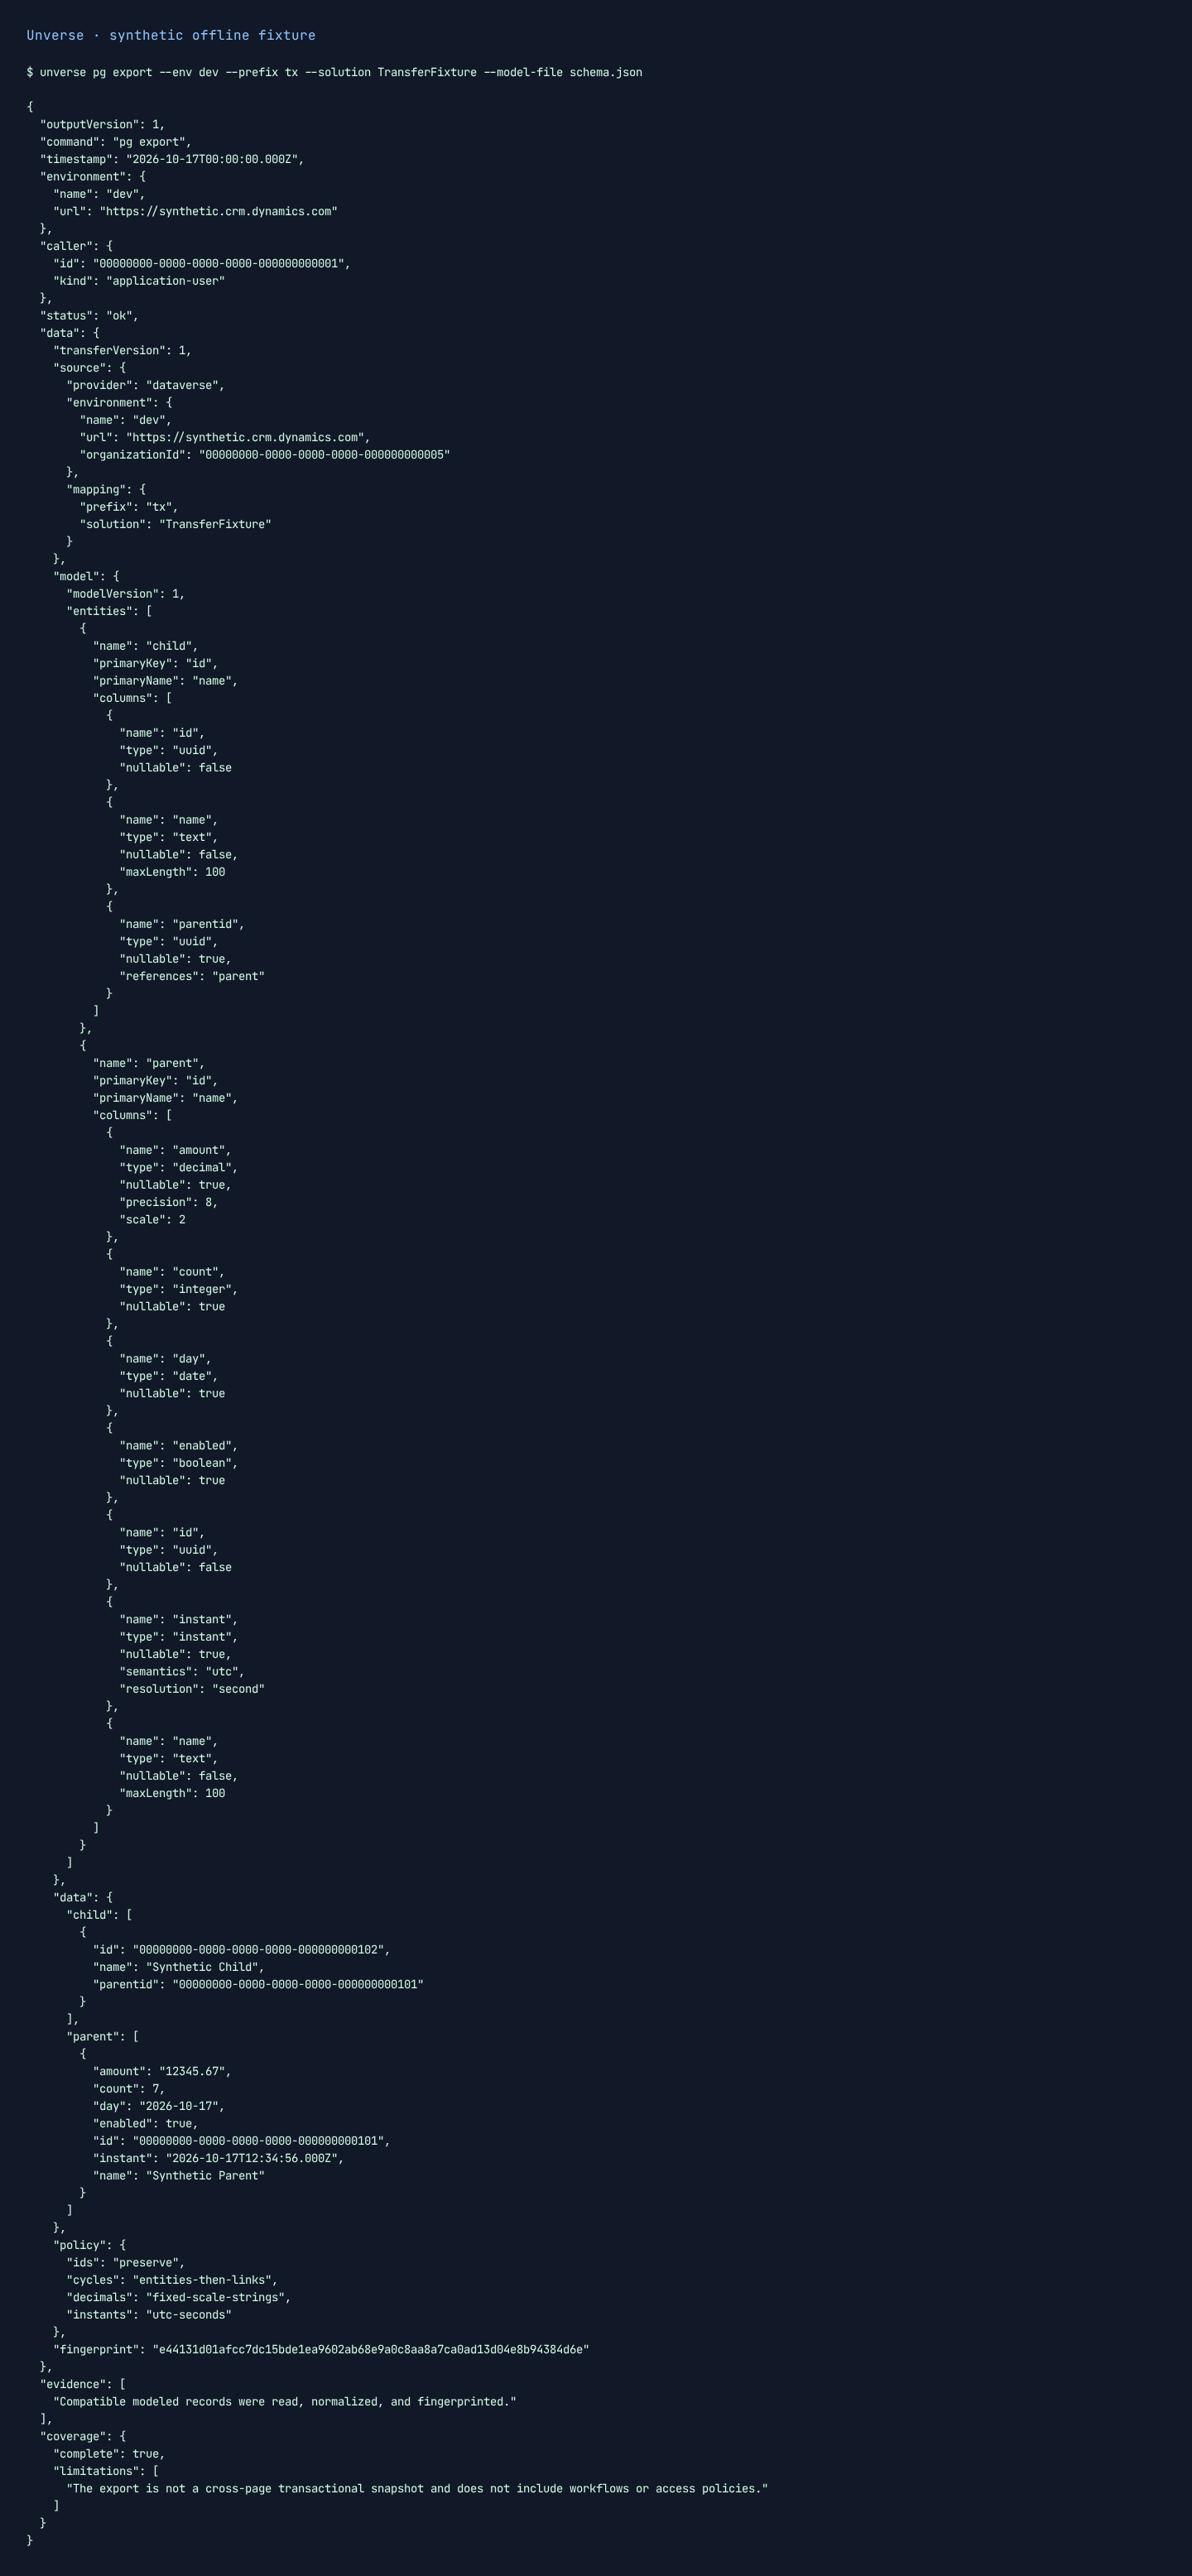 Unverse · synthetic offline fixture
$ unverse pg export --env dev --prefix tx --solution TransferFixture --model-file schema.json
{
  "outputVersion": 1,
  "command": "pg export",
  "timestamp": "2026-10-17T00:00:00.000Z",
  "environment": {
    "name": "dev",
    "url": "https://synthetic.crm.dynamics.com"
  },
  "caller": {
    "id": "00000000-0000-0000-0000-000000000001",
    "kind": "application-user"
  },
  "status": "ok",
  "data": {
    "transferVersion": 1,
    "source": {
      "provider": "dataverse",
      "environment": {
        "name": "dev",
        "url": "https://synthetic.crm.dynamics.com",
        "organizationId": "00000000-0000-0000-0000-000000000005"
      },
      "mapping": {
        "prefix": "tx",
        "solution": "TransferFixture"
      }
    },
    "model": {
      "modelVersion": 1,
      "entities": [
        {
          "name": "child",
          "primaryKey": "id",
          "primaryName": "name",
          "columns": [
            {
              "name": "id",
              "type": "uuid",
              "nullable": false
            },
            {
              "name": "name",
              "type": "text",
              "nullable": false,
              "maxLength": 100
            },
            {
              "name": "parentid",
              "type": "uuid",
              "nullable": true,
              "references": "parent"
            }
          ]
        },
        {
          "name": "parent",
          "primaryKey": "id",
          "primaryName": "name",
          "columns": [
            {
              "name": "amount",
              "type": "decimal",
              "nullable": true,
              "precision": 8,
              "scale": 2
            },
            {
              "name": "count",
              "type": "integer",
              "nullable": true
            },
            {
              "name": "day",
              "type": "date",
              "nullable": true
            },
            {
              "name": "enabled",
              "type": "boolean",
              "nullable": true
            },
            {
              "name": "id",
              "type": "uuid",
              "nullable": false
            },
            {
              "name": "instant",
              "type": "instant",
              "nullable": true,
              "semantics": "utc",
              "resolution": "second"
            },
            {
              "name": "name",
              "type": "text",
              "nullable": false,
              "maxLength": 100
            }
          ]
        }
      ]
    },
    "data": {
      "child": [
        {
          "id": "00000000-0000-0000-0000-000000000102",
          "name": "Synthetic Child",
          "parentid": "00000000-0000-0000-0000-000000000101"
        }
      ],
      "parent": [
        {
          "amount": "12345.67",
          "count": 7,
          "day": "2026-10-17",
          "enabled": true,
          "id": "00000000-0000-0000-0000-000000000101",
          "instant": "2026-10-17T12:34:56.000Z",
          "name": "Synthetic Parent"
        }
      ]
    },
    "policy": {
      "ids": "preserve",
      "cycles": "entities-then-links",
      "decimals": "fixed-scale-strings",
      "instants": "utc-seconds"
    },
    "fingerprint": "e44131d01afcc7dc15bde1ea9602ab68e9a0c8aa8a7ca0ad13d04e8b94384d6e"
  },
  "evidence": [
    "Compatible modeled records were read, normalized, and fingerprinted."
  ],
  "coverage": {
    "complete": true,
    "limitations": [
      "The export is not a cross-page transactional snapshot and does not include workflows or access policies."
    ]
  }
}